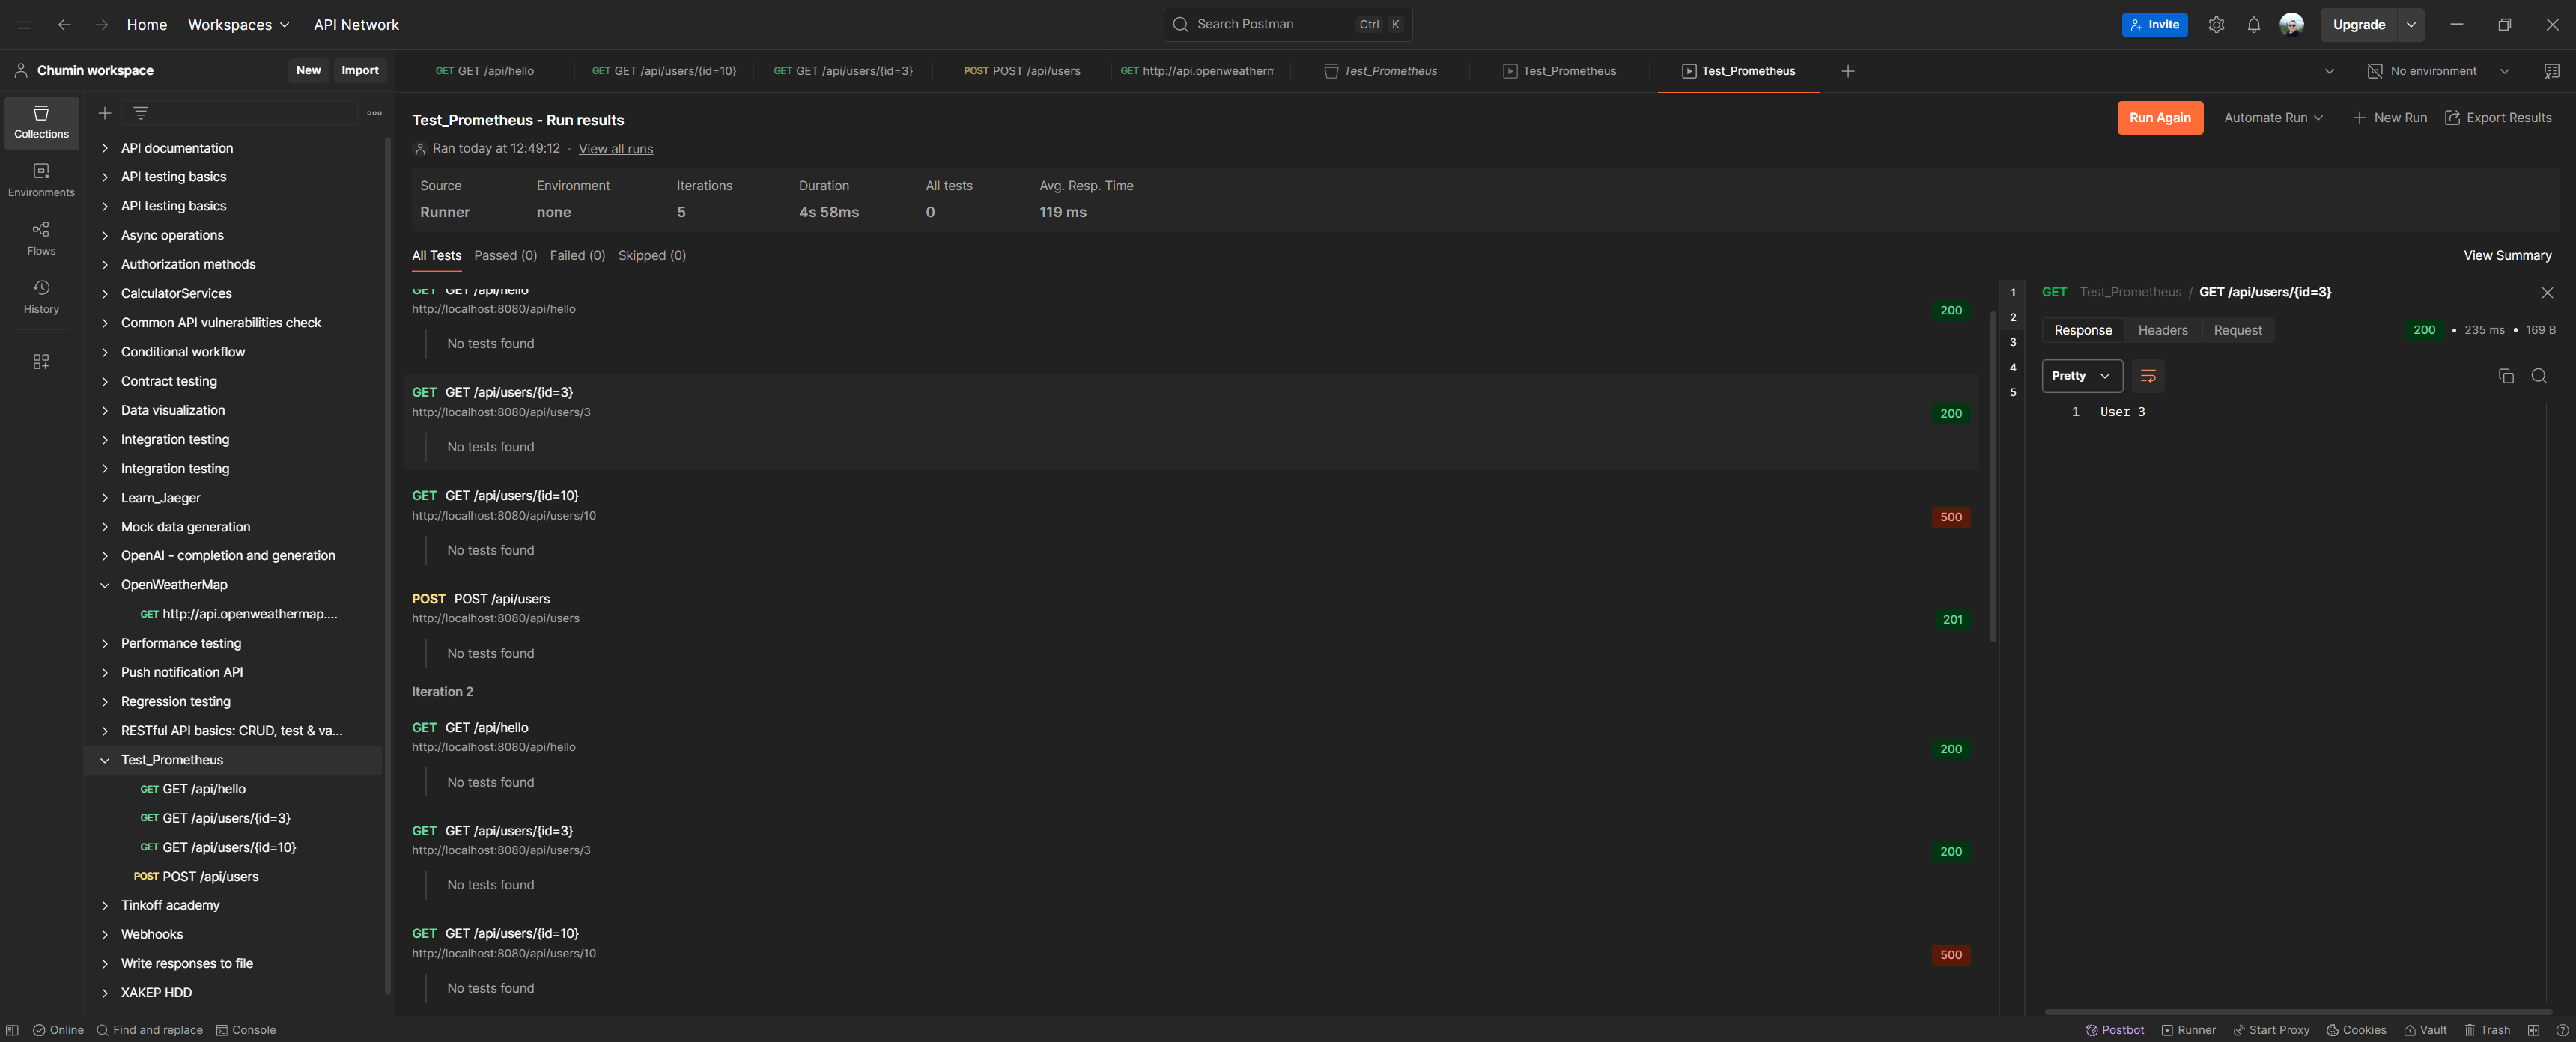 Home Workspaces API Network Search Postman Ctrl K Invite Upgrade
Chumin workspace New Import
GET GET /api/hello GET GET /api/users/{id=10} GET GET /api/users/{id=3} POST POST /api/users GET http://api.openweatherm Test_Prometheus Test_Prometheus Test_Prometheus No environment
Collections
Environments
Flows
History
API documentation
API testing basics
API testing basics
Async operations
Authorization methods
CalculatorServices
Common API vulnerabilities check
Conditional workflow
Contract testing
Data visualization
Integration testing
Integration testing
Learn_Jaeger
Mock data generation
OpenAI - completion and generation
OpenWeatherMap
GET http://api.openweathermap....
Performance testing
Push notification API
Regression testing
RESTful API basics: CRUD, test & va...
Test_Prometheus
GET GET /api/hello
GET GET /api/users/{id=3}
GET GET /api/users/{id=10}
POST POST /api/users
Tinkoff academy
Webhooks
Write responses to file
XAKEP HDD
Test_Prometheus - Run results
Run Again Automate Run New Run Export Results
Ran today at 12:49:12 · View all runs
Source Environment Iterations Duration All tests Avg. Resp. Time
Runner none 5 4s 58ms 0 119 ms
All Tests Passed (0) Failed (0) Skipped (0) View Summary
GET GET /api/hello
http://localhost:8080/api/hello 200
No tests found
GET GET /api/users/{id=3}
http://localhost:8080/api/users/3 200
No tests found
GET GET /api/users/{id=10}
http://localhost:8080/api/users/10 500
No tests found
POST POST /api/users
http://localhost:8080/api/users 201
No tests found
Iteration 2
GET GET /api/hello
http://localhost:8080/api/hello 200
No tests found
GET GET /api/users/{id=3}
http://localhost:8080/api/users/3 200
No tests found
GET GET /api/users/{id=10}
http://localhost:8080/api/users/10 500
No tests found
1
2
3
4
5
GET Test_Prometheus / GET /api/users/{id=3}
Response Headers Request 200 • 235 ms • 169 B
Pretty
1 User 3
Online Find and replace Console Postbot Runner Start Proxy Cookies Vault Trash